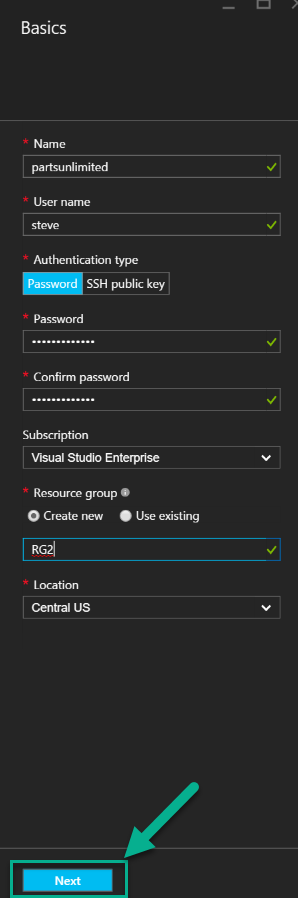 Basics
* Name
partsunlimited
* User name
steve
* Authentication type
Password SSH public key
* Password
•••••••••••••
* Confirm password
•••••••••••••
Subscription
Visual Studio Enterprise
* Resource group
Create new Use existing
RG2
* Location
Central US
Next